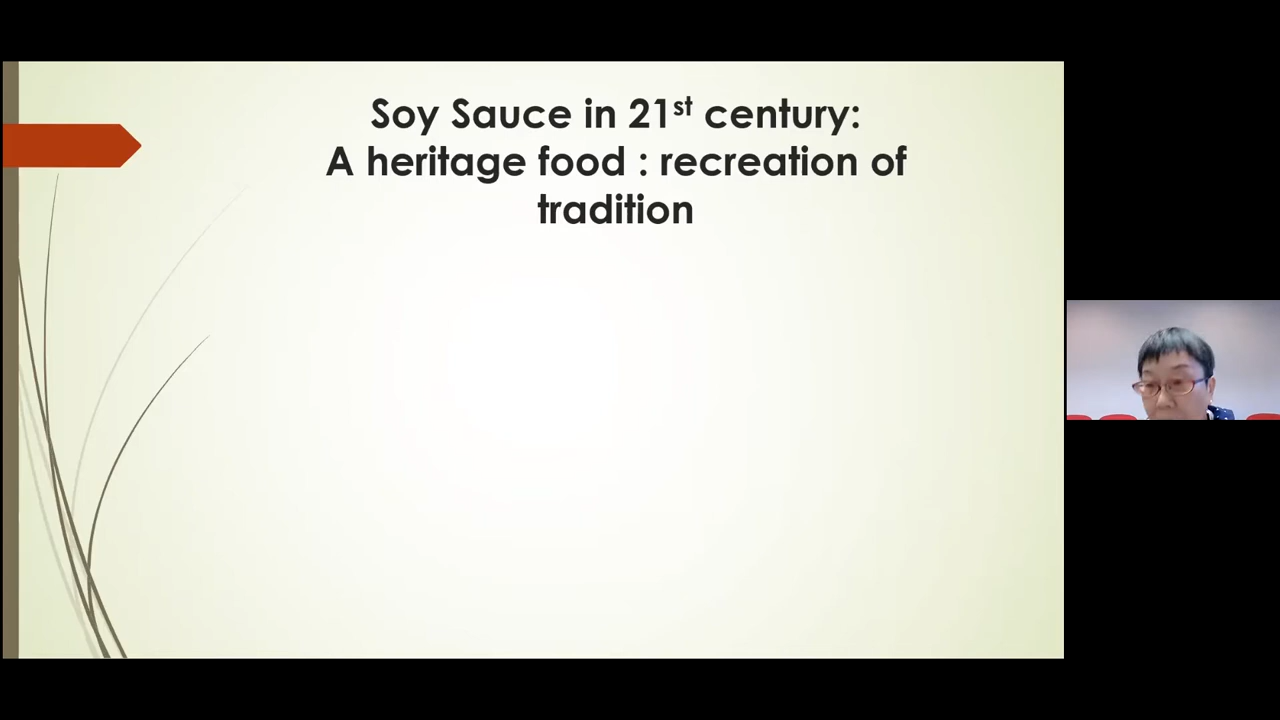 Soy Sauce in 21st century:
A heritage food : recreation of
tradition